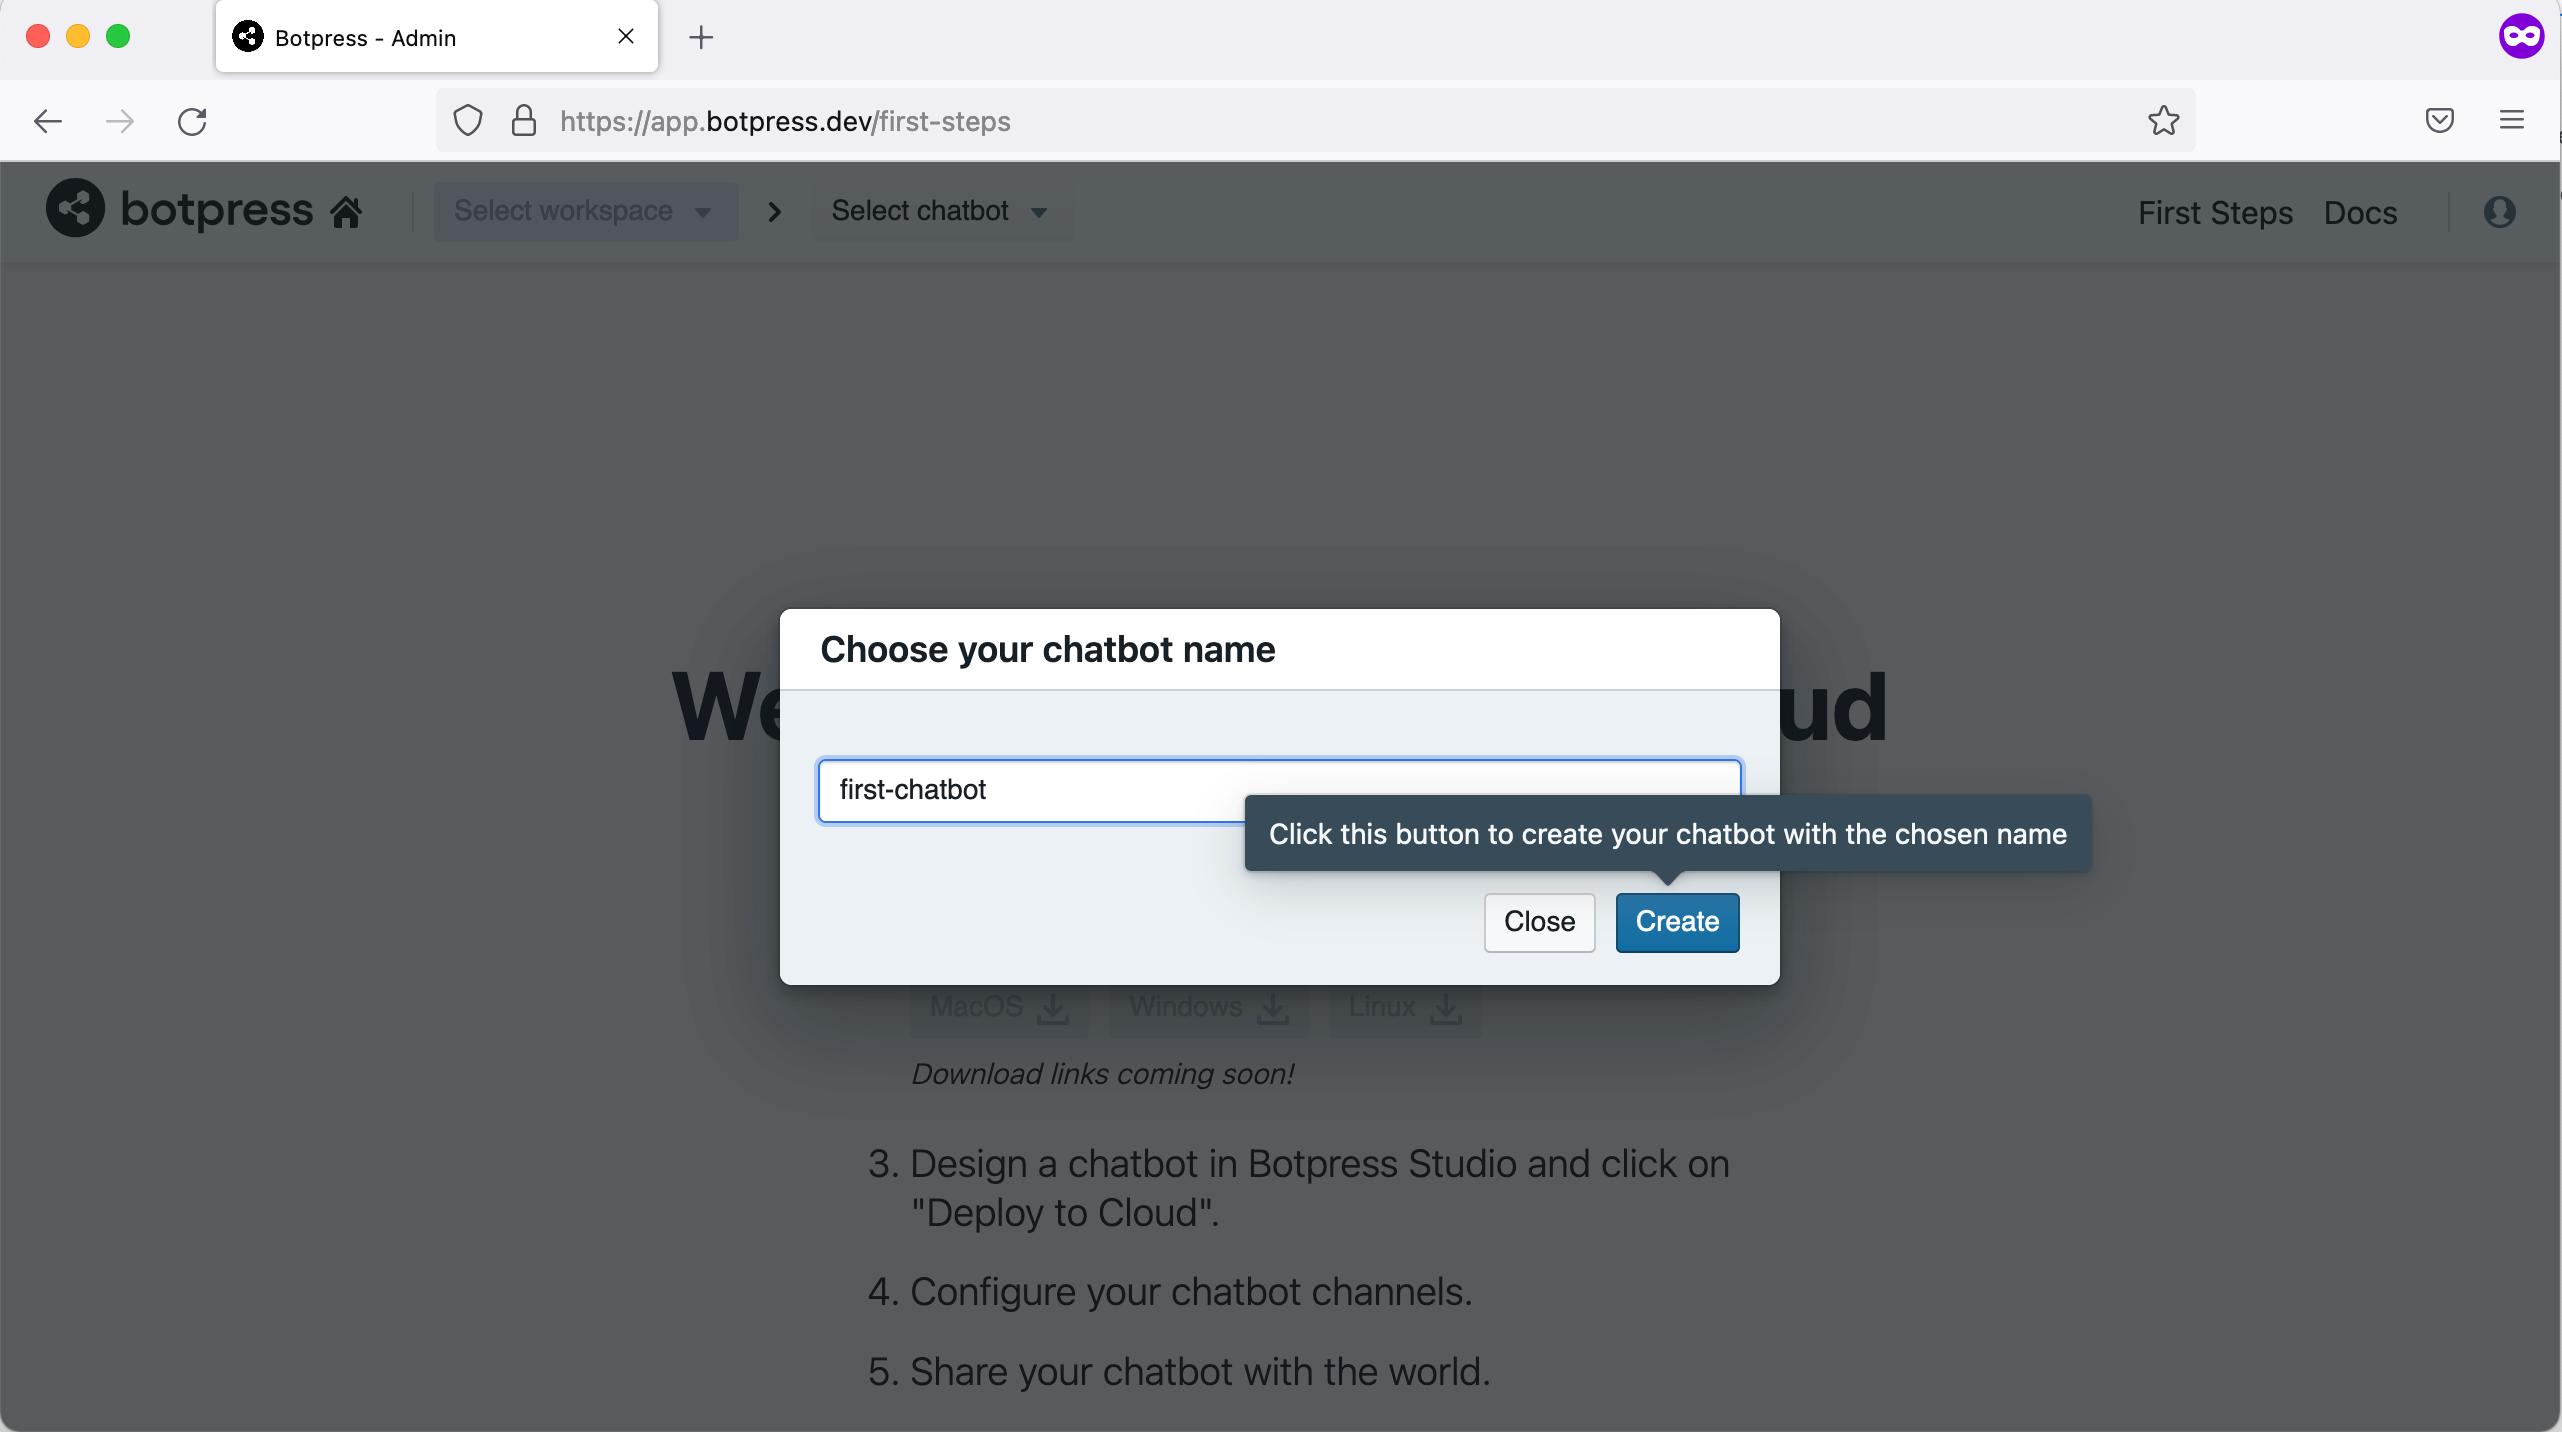 Botpress - Admin
https://app.botpress.dev/first-steps
botpress
Select workspace
Select chatbot
First Steps
Docs
Choose your chatbot name
first-chatbot
Click this button to create your chatbot with the chosen name
Close
Create
MacOS
Windows
Linux
Download links coming soon!
3. Design a chatbot in Botpress Studio and click on
"Deploy to Cloud".
4. Configure your chatbot channels.
5. Share your chatbot with the world.